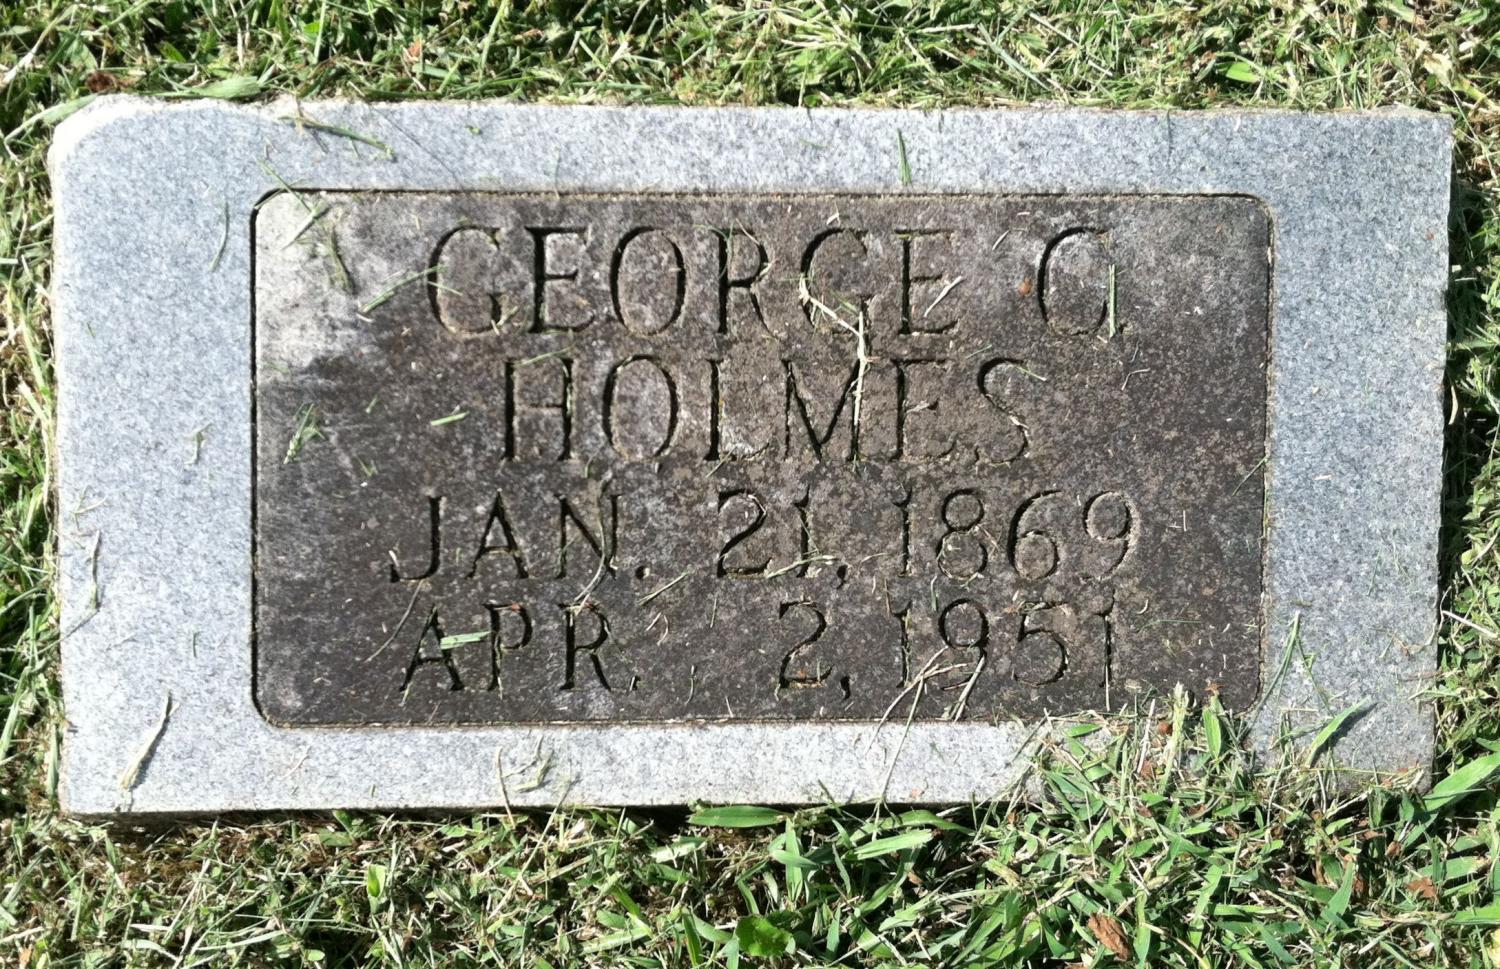 GEORGE C.
HOLMES
JAN. 21, 1869
APR. 2, 1951